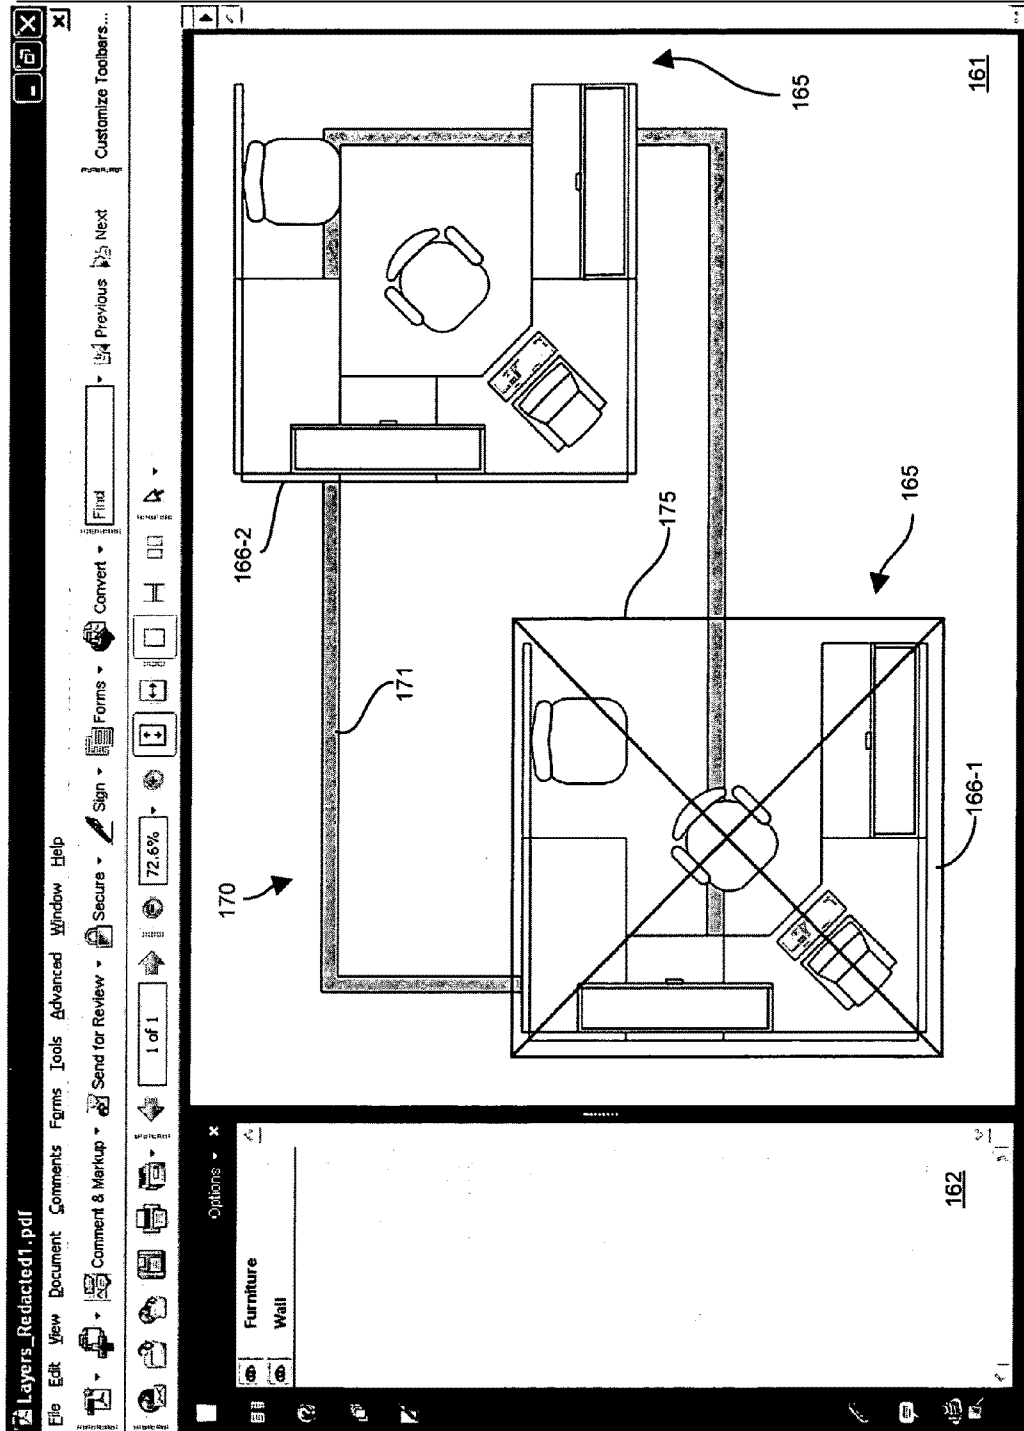 Layers_Redacted1.pdf
File Edit View Document Comments Forms Tools Advanced Window Help
Comment & Markup Send for Review Secure Sign Forms Convert Find Previous Next Customize Toolbars...
1 of 1 72.6%
Options
Furniture
Wall
162
170
171
166-2
175
165
165
166-1
161